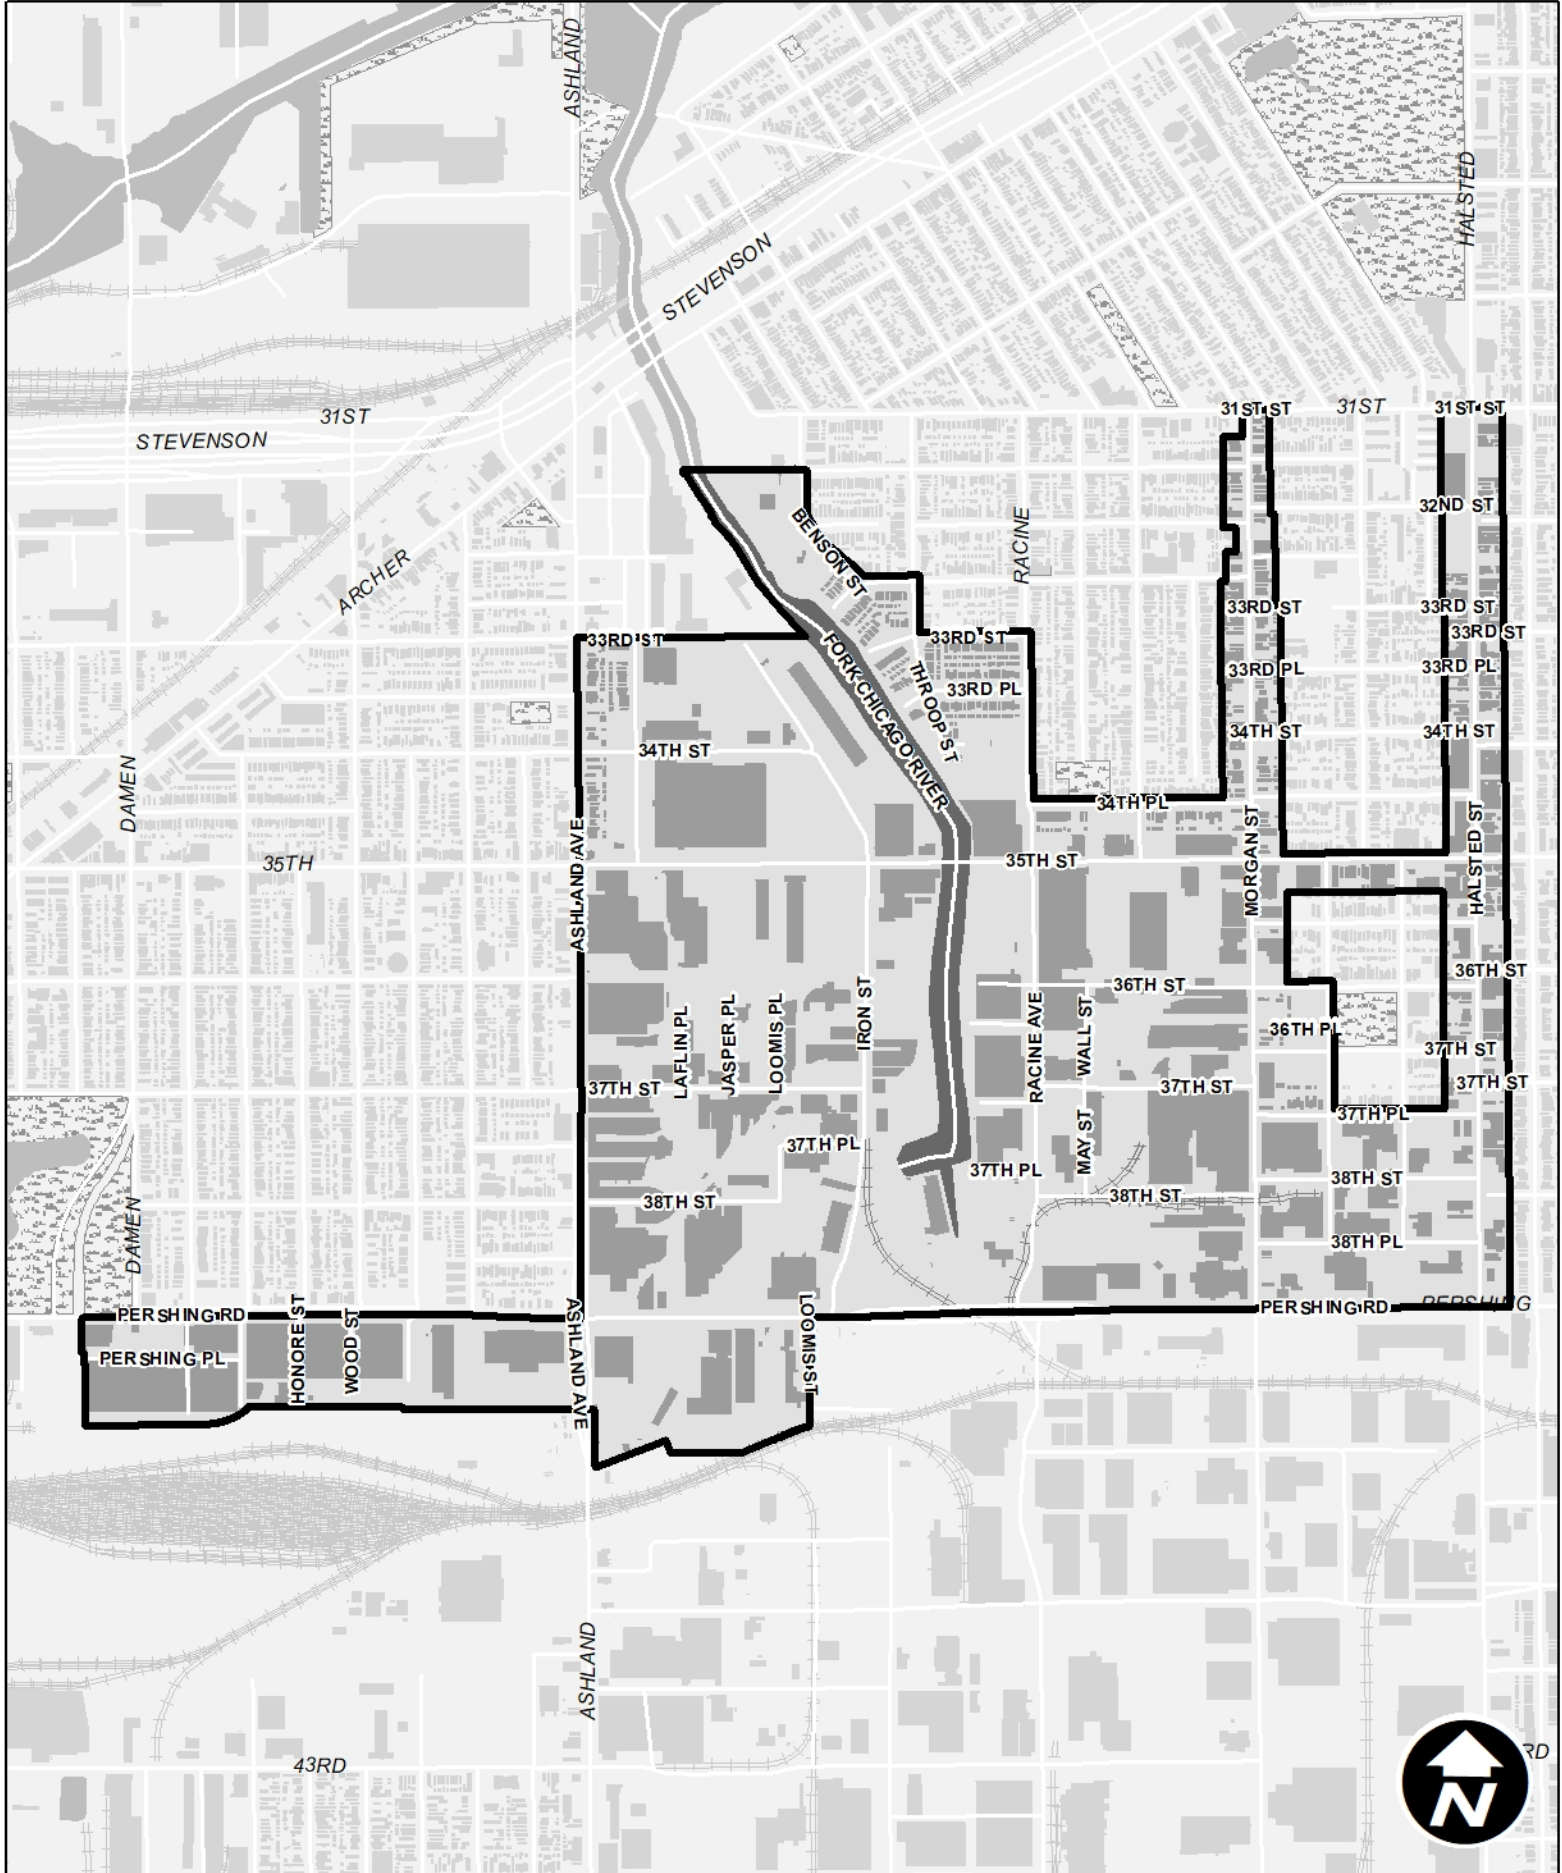 ASHLAND
HALSTED
STEVENSON
31ST
STEVENSON
31ST ST
31ST
31ST ST
ARCHER
BENSON ST
RACINE
32ND ST
33RD ST
33RD ST
33RD ST
33RD ST
33RD ST
FORK CHICAGO RIVER
THROOP ST
33RD PL
33RD PL
33RD PL
34TH ST
34TH ST
34TH ST
DAMEN
34TH PL
35TH
ASHLAND AVE
35TH ST
MORGAN ST
HALSTED ST
36TH ST
36TH ST
LAFLIN PL
JASPER PL
LOOMIS PL
IRON ST
RACINE AVE
WALL ST
36TH PL
37TH ST
37TH ST
37TH ST
37TH ST
37TH PL
37TH PL
37TH PL
MAY ST
38TH ST
38TH ST
38TH ST
DAMEN
38TH PL
PERSHING RD
HONORE ST
WOOD ST
ASHLAND AVE
LOOMIS ST
PERSHING RD
PERSHING
PERSHING PL
ASHLAND
43RD
RD
N